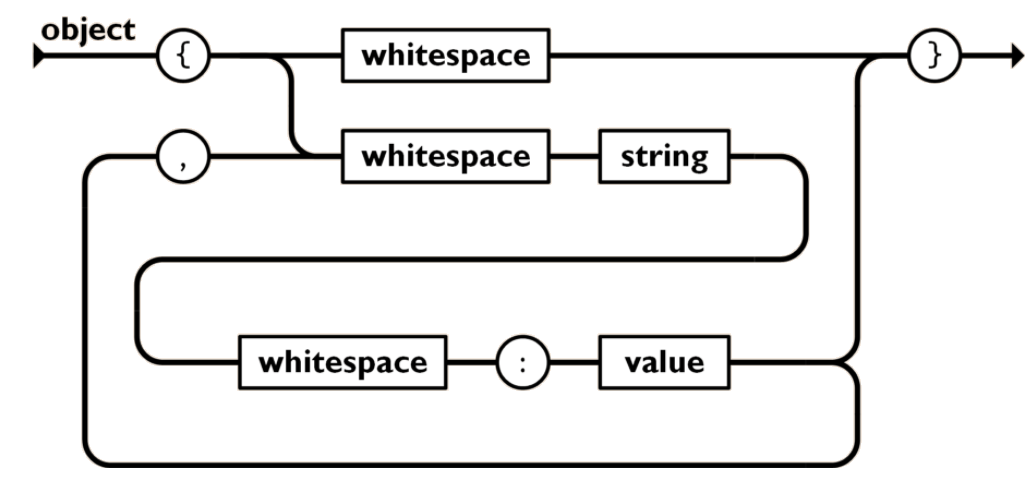 object
{ whitespace }
, whitespace string
whitespace : value